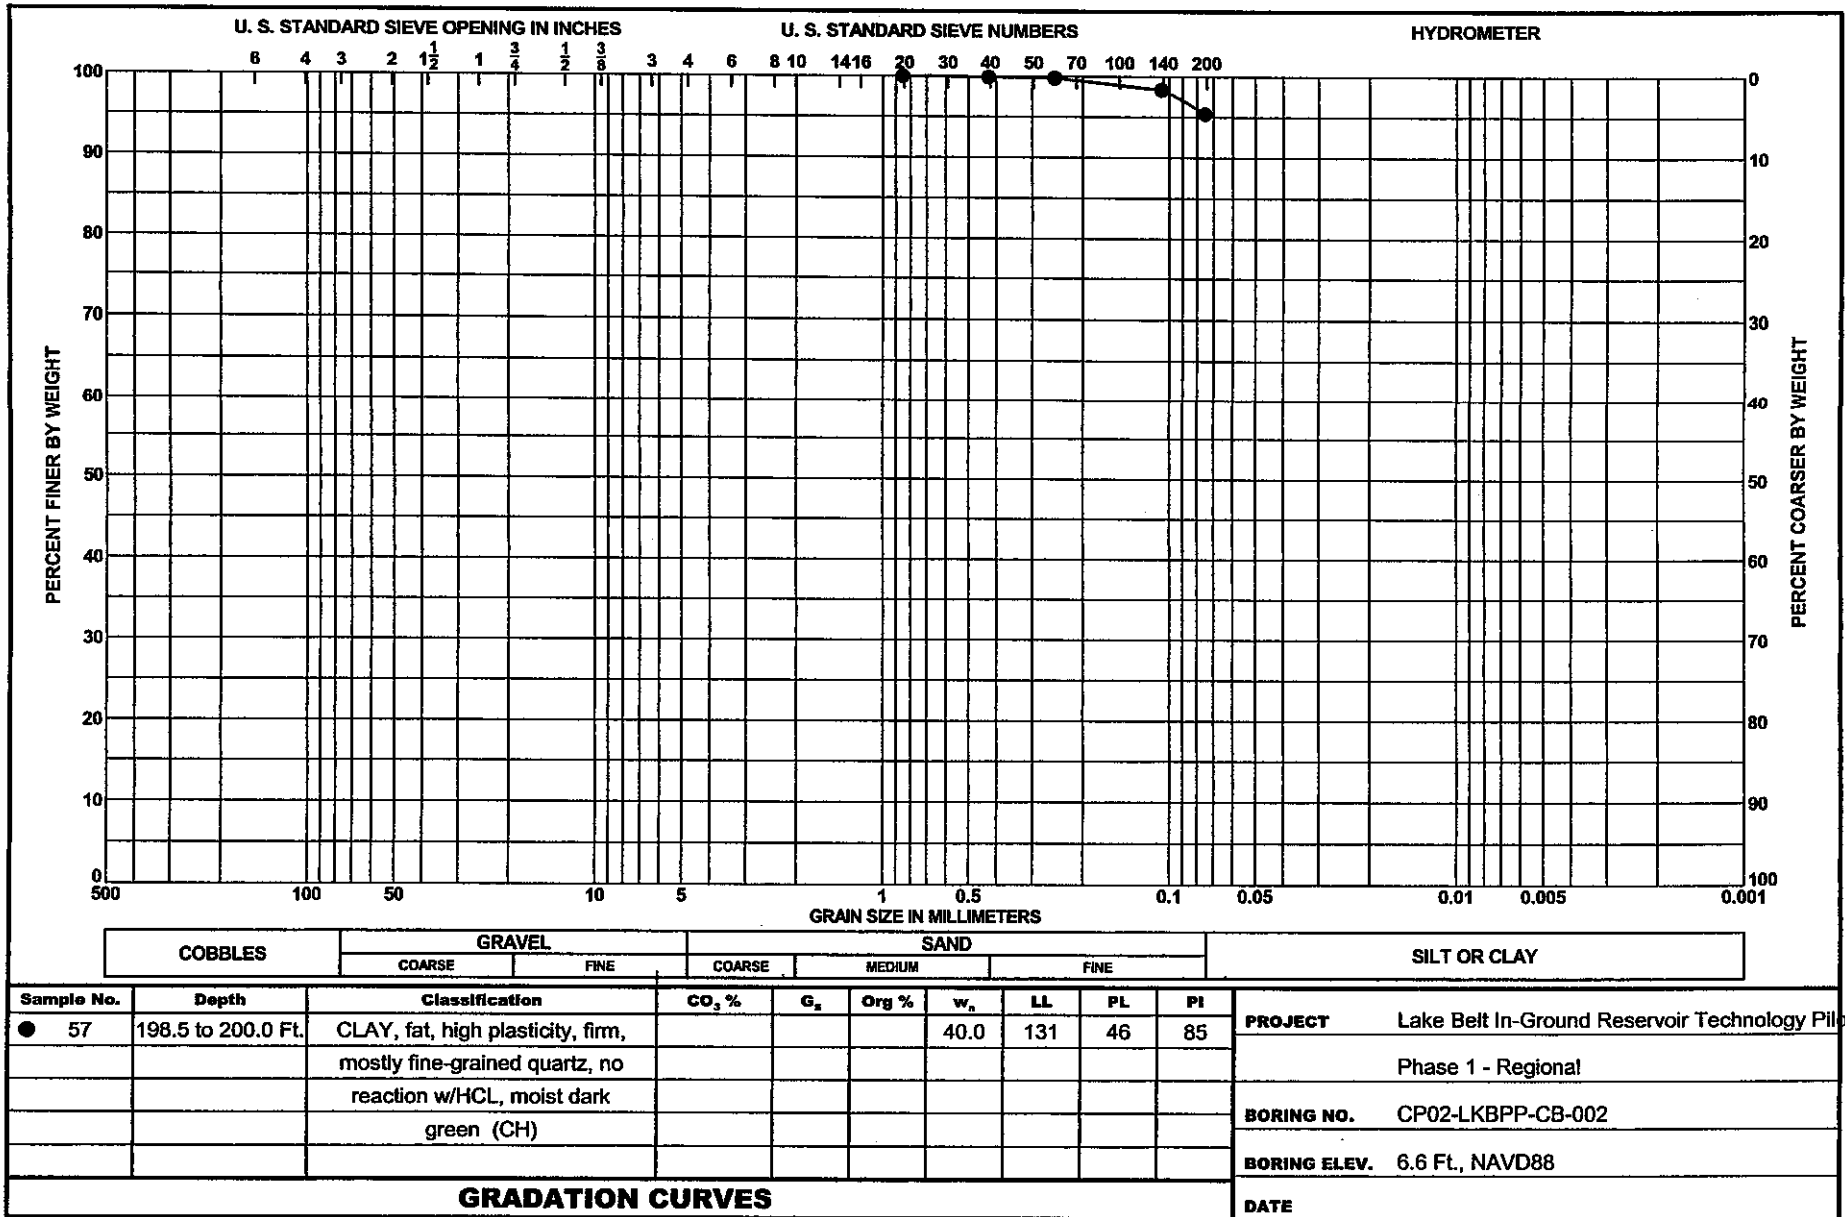 U. S. STANDARD SIEVE OPENING IN INCHES U. S. STANDARD SIEVE NUMBERS HYDROMETER
6 4 3 2 1 1/2 1 3/4 1/2 3/8 3 4 6 8 10 14 16 20 30 40 50 70 100 140 200
PERCENT FINER BY WEIGHT
100
90
80
70
60
50
40
30
20
10
0
0
10
20
30
40
50
60
70
80
90
100
PERCENT COARSER BY WEIGHT
500 100 50 10 5 1 0.5 0.1 0.05 0.01 0.005 0.001
GRAIN SIZE IN MILLIMETERS
COBBLES GRAVEL SAND SILT OR CLAY
COARSE FINE COARSE MEDIUM FINE
Sample No. Depth Classification CO₃ % Gₛ Org % wₙ LL PL PI
57 198.5 to 200.0 Ft. CLAY, fat, high plasticity, firm, 40.0 131 46 85
mostly fine-grained quartz, no
reaction w/HCL, moist dark
green (CH)
PROJECT Lake Belt In-Ground Reservoir Technology Pilo
Phase 1 - Regional
BORING NO. CP02-LKBPP-CB-002
BORING ELEV. 6.6 Ft., NAVD88
DATE
GRADATION CURVES